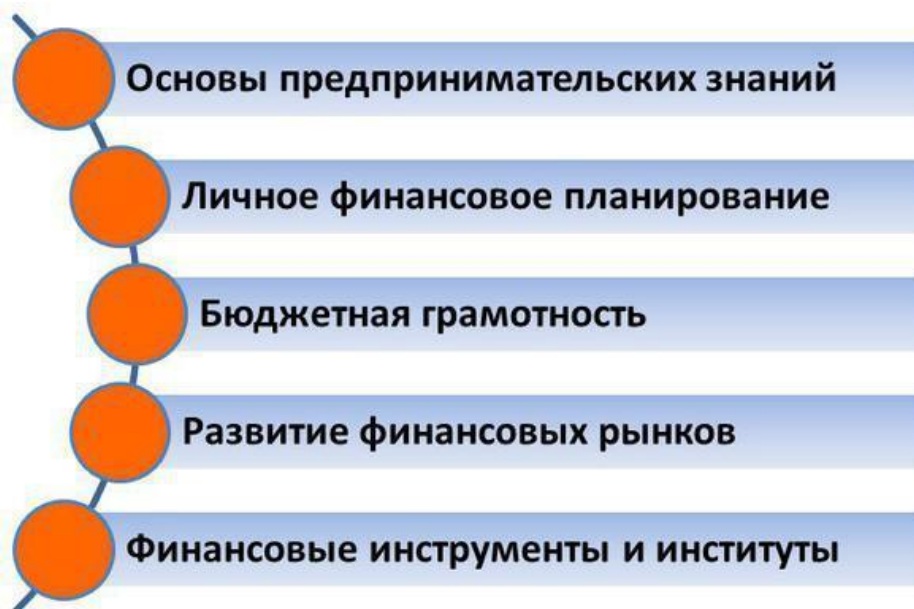 Основы предпринимательских знаний
Личное финансовое планирование
Бюджетная грамотность
Развитие финансовых рынков
Финансовые инструменты и институты